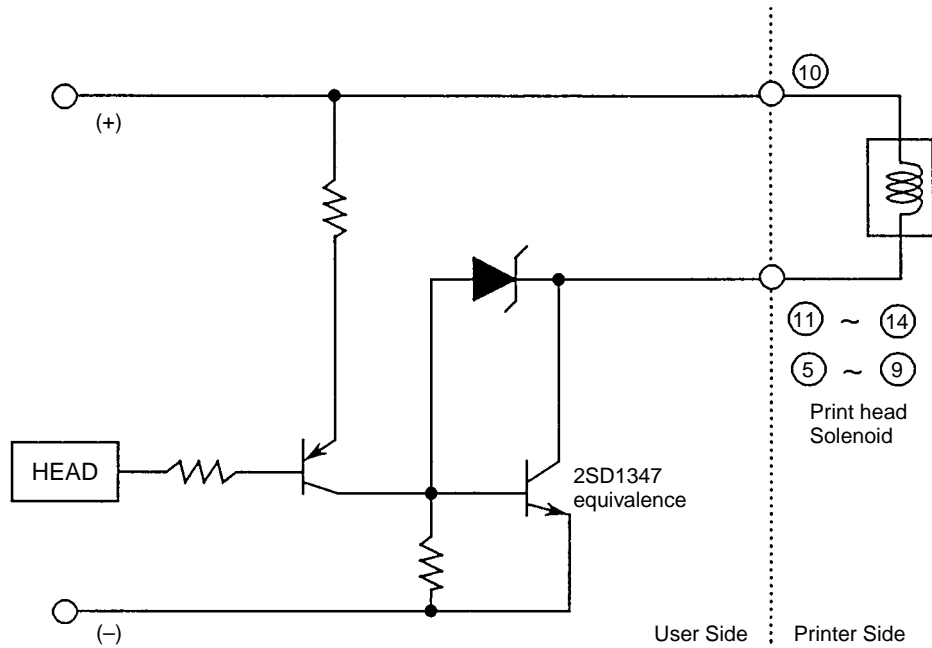 ⑩
(+)
⑪ ~ ⑭
⑤ ~ ⑨
Print head
Solenoid
HEAD
2SD1347
equivalence
(–)
User Side
Printer Side